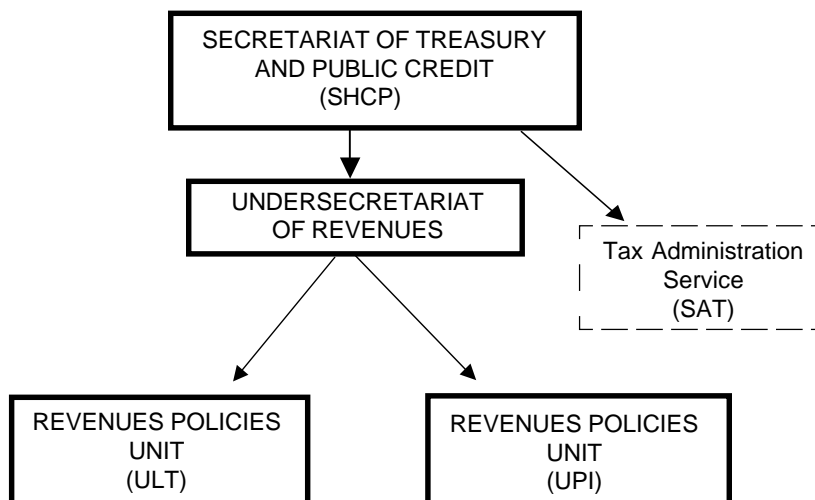 SECRETARIAT OF TREASURY
AND PUBLIC CREDIT
(SHCP)
UNDERSECRETARIAT
OF REVENUES
Tax Administration
Service
(SAT)
REVENUES POLICIES
UNIT
(ULT)
REVENUES POLICIES
UNIT
(UPI)